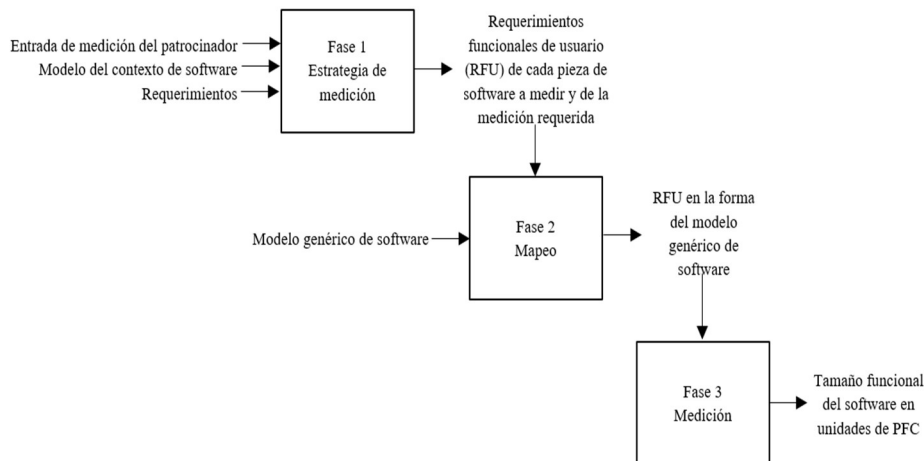 Entrada de medición del patrocinador
Modelo del contexto de software
Requerimientos
Fase 1
Estrategia de
medición
Requerimientos
funcionales de usuario
(RFU) de cada pieza de
software a medir y de la
medición requerida
Modelo genérico de software
Fase 2
Mapeo
RFU en la forma
del modelo
genérico de
software
Fase 3
Medición
Tamaño funcional
del software en
unidades de PFC